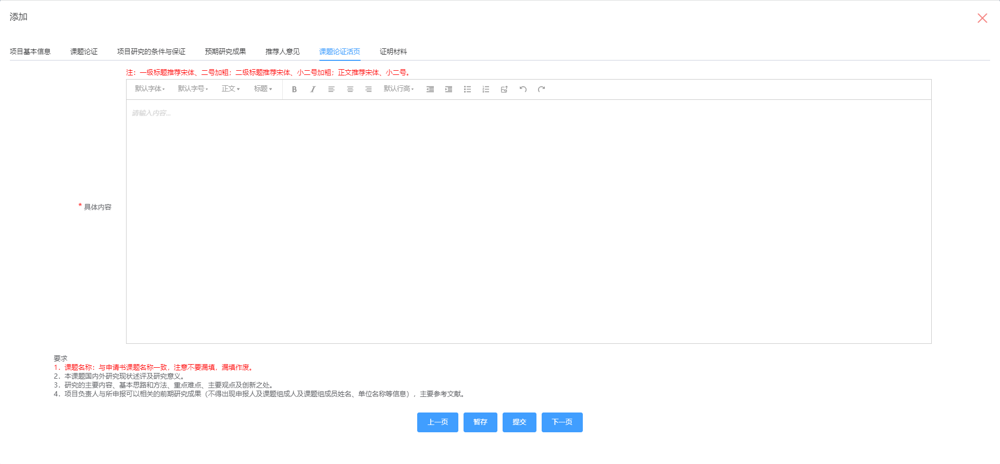 添加
项目基本信息 课题论证 项目研究的条件与保证 预期研究成果 推荐人意见 课题论证活页 证明材料
注：一级标题推荐宋体、二号加粗；二级标题推荐宋体、小二号加粗；正文推荐宋体、小二号。
默认字体 默认字号 正文 标题 B I 默认行高
请输入内容...
* 具体内容
要求
1．课题名称：与申请书课题名称一致，注意不要漏填，漏填作废。
2．本课题国内外研究现状述评及研究意义。
3．研究的主要内容、基本思路和方法、重点难点、主要观点及创新之处。
4．项目负责人与所申报可以相关的前期研究成果（不得出现申报人及课题组成人及课题组成员姓名、单位名称等信息），主要参考文献。
上一页 暂存 提交 下一页